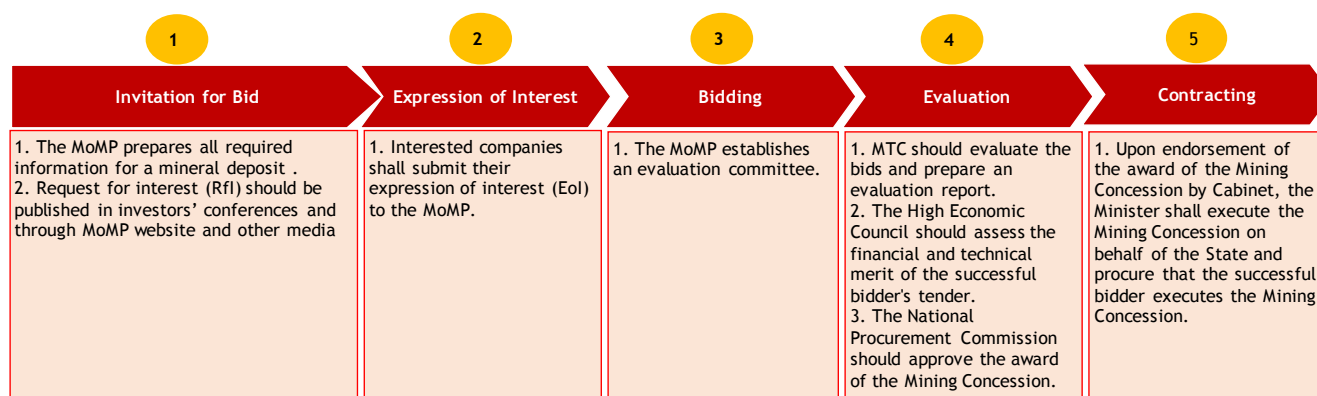 1
2
3
4
5
Invitation for Bid
Expression of Interest
Bidding
Evaluation
Contracting
1. The MoMP prepares all required
information for a mineral deposit .
2. Request for interest (RfI) should be
published in investors' conferences and
through MoMP website and other media
1. Interested companies
shall submit their
expression of interest (EoI)
to the MoMP.
1. The MoMP establishes
an evaluation committee.
1. MTC should evaluate the
bids and prepare an
evaluation report.
2. The High Economic
Council should assess the
financial and technical
merit of the successful
bidder's tender.
3. The National
Procurement Commission
should approve the award
of the Mining Concession.
1. Upon endorsement of
the award of the Mining
Concession by Cabinet, the
Minister shall execute the
Mining Concession on
behalf of the State and
procure that the successful
bidder executes the Mining
Concession.